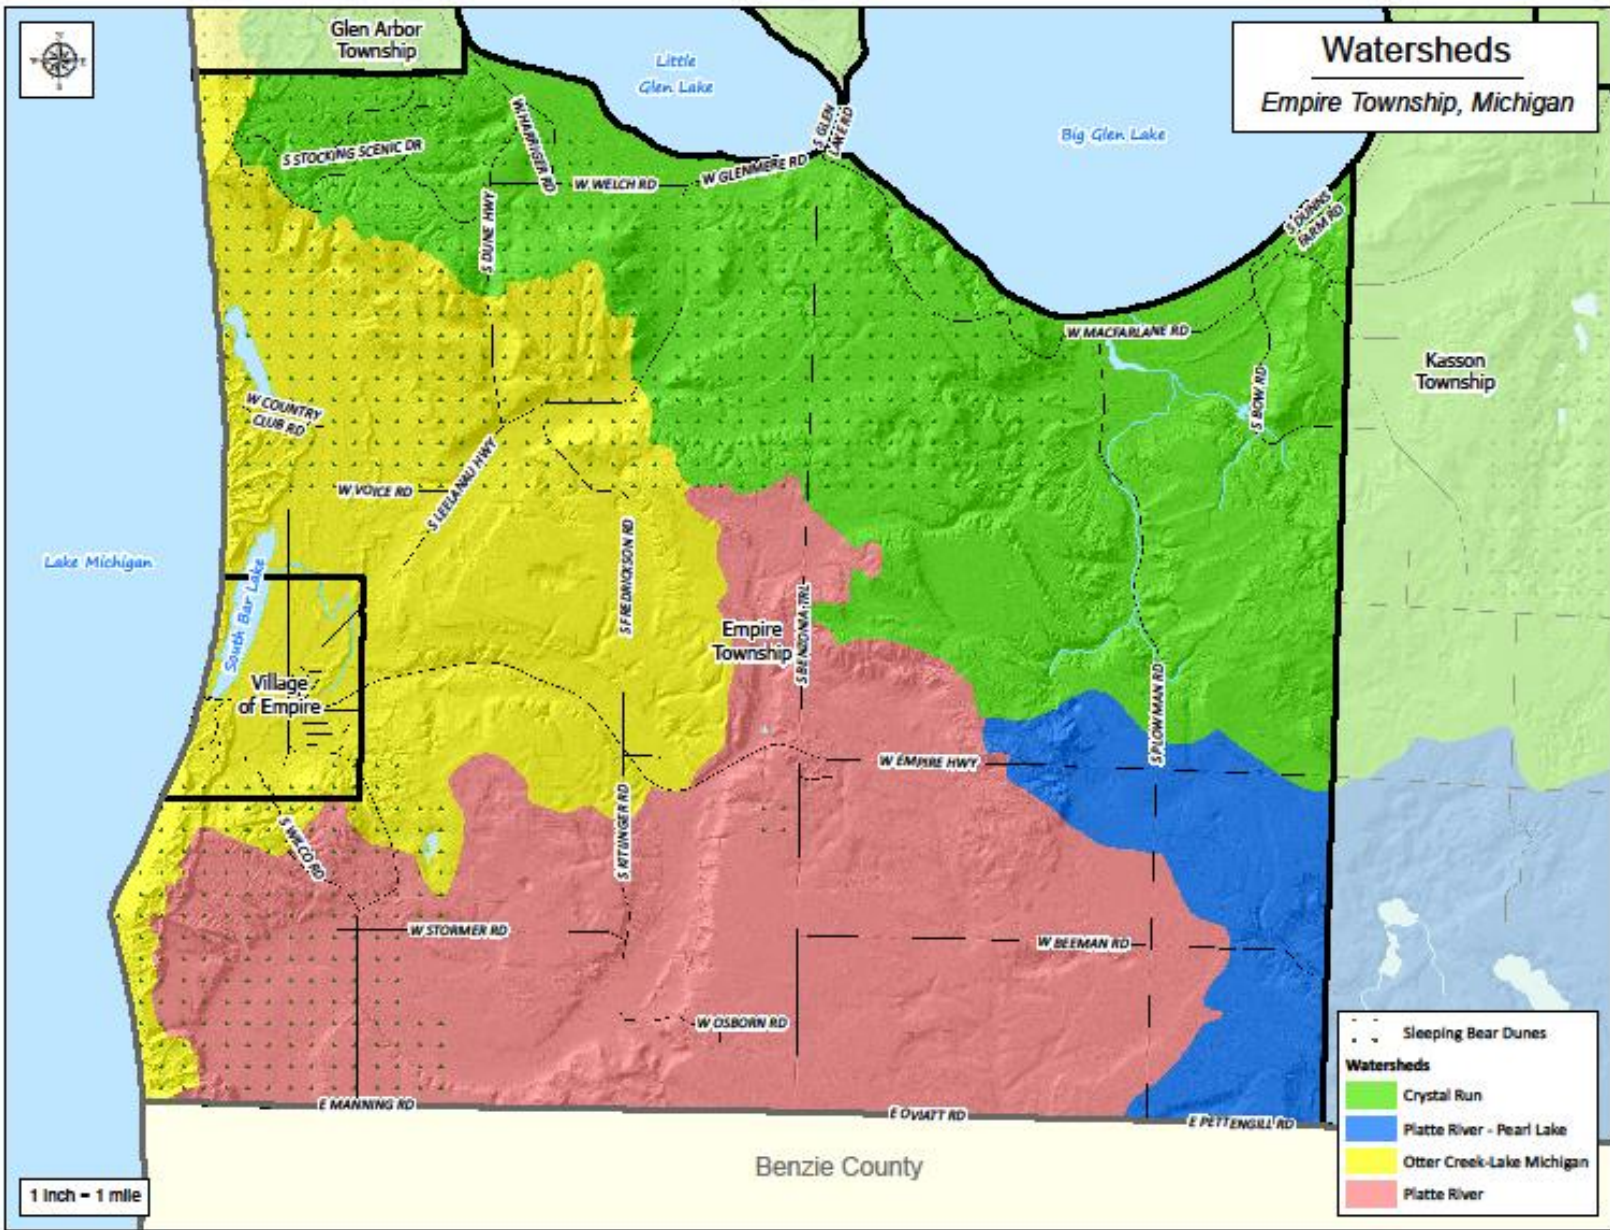 Glen Arbor
Township
Little
Glen Lake
Watersheds
Empire Township, Michigan
Big Glen Lake
S GLEN
LAKE RD
W HARRIGER RD
S STOCKING SCENIC DR
W WELCH RD
W GLENMERE RD
S DUNE HWY
S DUNNS
FARM RD
W MACFARLANE RD
Kasson
Township
S BOW RD
W COUNTRY
CLUB RD
S LEELANAU HWY
W VOICE RD
S FREDRICKSON RD
Lake Michigan
South Bar Lake
S BENZONIA TRL
Empire
Township
Village
of Empire
S PLOWMAN RD
W EMPIRE HWY
S WILCO RD
S KITLINGER RD
W STORMER RD
W BEEMAN RD
W OSBORN RD
E MANNING RD
E OVIATT RD
E PETTENGILL RD
Benzie County
1 inch = 1 mile
Sleeping Bear Dunes
Watersheds
Crystal Run
Platte River - Pearl Lake
Otter Creek-Lake Michigan
Platte River